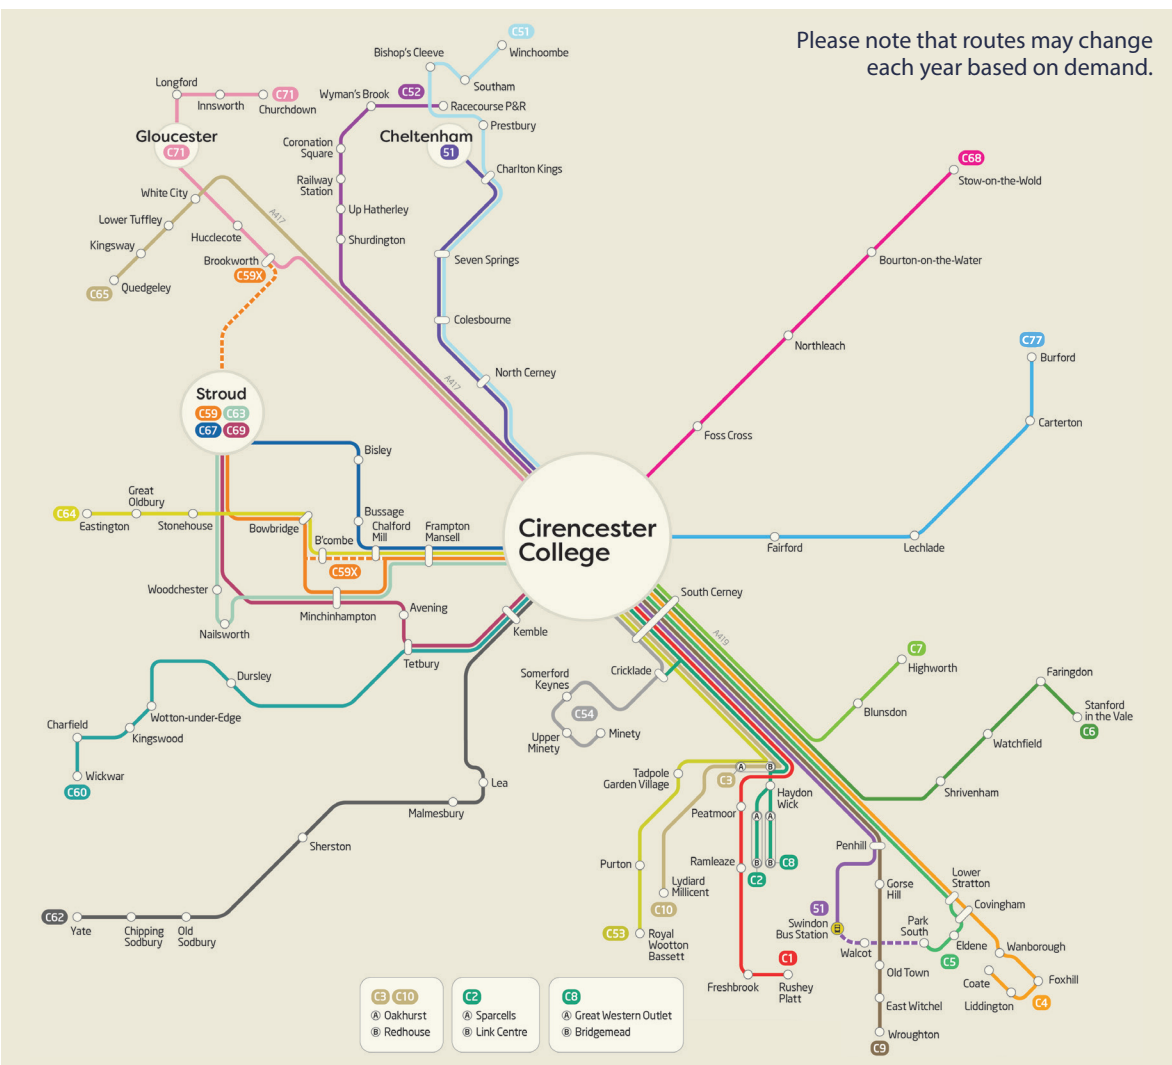 Please note that routes may change
each year based on demand.
C51
Bishop's Cleeve
Winchoombe
Southam
Longford
C71
Innsworth
Churchdown
Wyman's Brook
C52
Racecourse P&R
Prestbury
Gloucester
C71
Cheltenham
51
Coronation
Square
Charlton Kings
C68
Stow-on-the-Wold
Railway
Station
White City
Up Hatherley
A417
Lower Tuffley
Hucclecote
Shurdington
Kingsway
Brookworth
Seven Springs
Bourton-on-the-Water
C59X
C65
Quedgeley
Colesbourne
Northleach
C77
Burford
A417
North Cerney
Stroud
C59 C63
C67 C69
Carterton
Foss Cross
Bisley
Great
Oldbury
C64
Eastington
Stonehouse
Bowbridge
Bussage
Chalford
Mill
Frampton
Mansell
B'combe
C59X
Cirencester
College
Fairford
Lechlade
Woodchester
Minchinhampton
Avening
Nailsworth
Tetbury
Kemble
South Cerney
A419
C7
Highworth
Blunsdon
Cricklade
Somerford
Keynes
C54
Upper
Minety
Minety
Faringdon
Stanford
in the Vale
C6
Watchfield
Shrivenham
Dursley
Wotton-under-Edge
Charfield
Kingswood
Wickwar
C60
Lea
Malmesbury
Sherston
C62
Yate
Chipping
Sodbury
Old
Sodbury
Tadpole
Garden Village
C3
A
B
Haydon
Wick
Peatmoor
A
A
Purton
Ramleaze
B
B
C8
C2
Lydiard
Millicent
C10
C53
Royal
Wootton
Bassett
C1
Freshbrook
Rushey
Platt
Penhill
Gorse
Hill
Lower
Stratton
Covingham
51
Swindon
Bus Station
Park
South
Walcot
Eldene
C5
Wanborough
Old Town
Coate
Foxhill
Liddington
C4
East Witchel
Wroughton
C9
C3 C10
A Oakhurst
B Redhouse
C2
A Sparcells
B Link Centre
C8
A Great Western Outlet
B Bridgemead